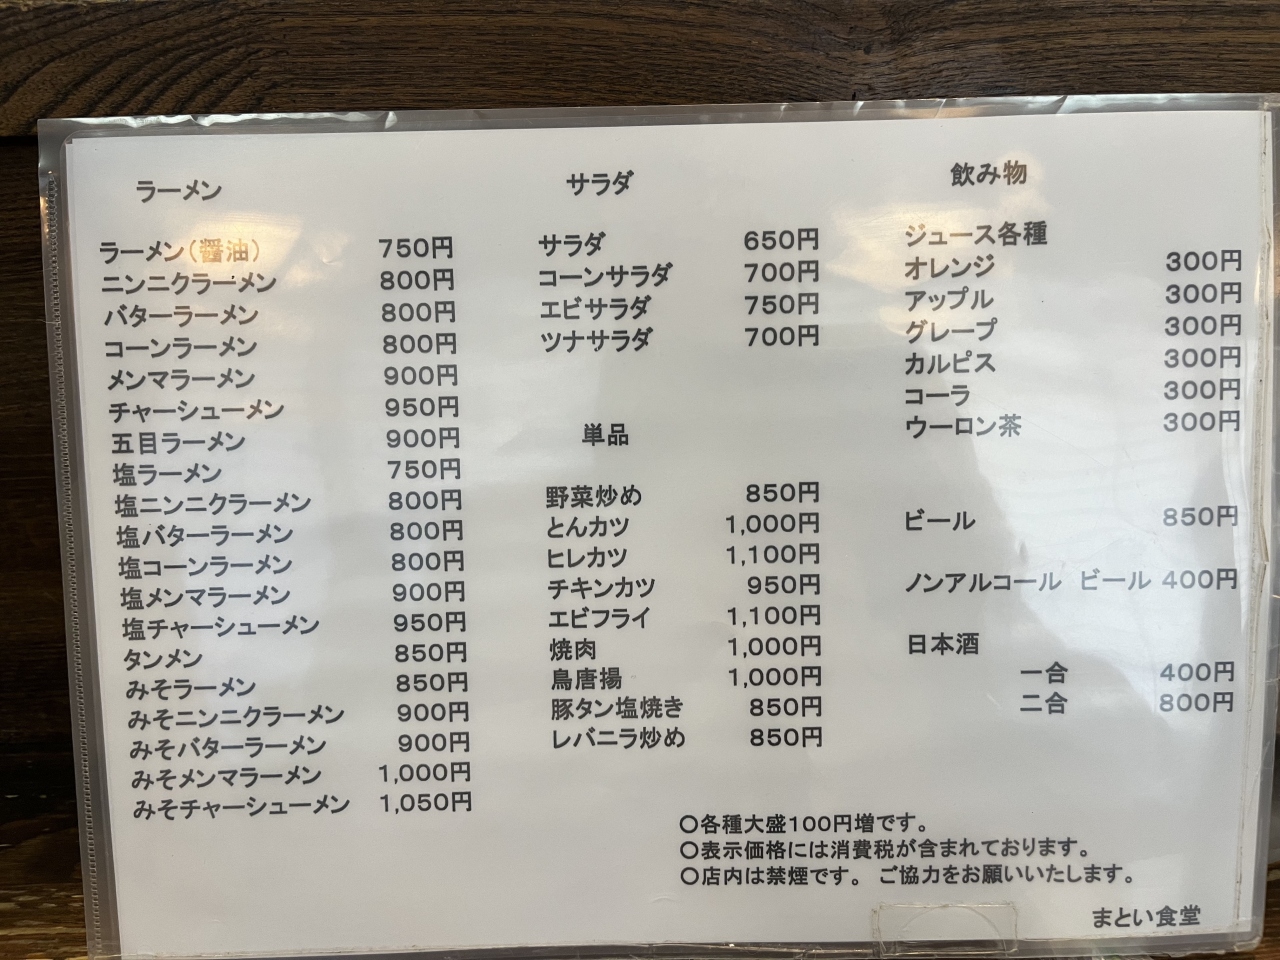 ラーメン
ラーメン（醤油） 750円
ニンニクラーメン 800円
バターラーメン 800円
コーンラーメン 800円
メンマラーメン 900円
チャーシューメン 950円
五目ラーメン 900円
塩ラーメン 750円
塩ニンニクラーメン 800円
塩バターラーメン 800円
塩コーンラーメン 800円
塩メンマラーメン 900円
塩チャーシューメン 950円
タンメン 850円
みそラーメン 850円
みそニンニクラーメン 900円
みそバターラーメン 900円
みそメンマラーメン 1,000円
みそチャーシューメン 1,050円
サラダ
サラダ 650円
コーンサラダ 700円
エビサラダ 750円
ツナサラダ 700円
単品
野菜炒め 850円
とんカツ 1,000円
ヒレカツ 1,100円
チキンカツ 950円
エビフライ 1,100円
焼肉 1,000円
鳥唐揚 1,000円
豚タン塩焼き 850円
レバニラ炒め 850円
飲み物
ジュース各種
オレンジ 300円
アップル 300円
グレープ 300円
カルピス 300円
コーラ 300円
ウーロン茶 300円
ビール 850円
ノンアルコール ビール 400円
日本酒
一合 400円
二合 800円
○各種大盛100円増です。
○表示価格には消費税が含まれております。
○店内は禁煙です。 ご協力をお願いいたします。
まとい食堂